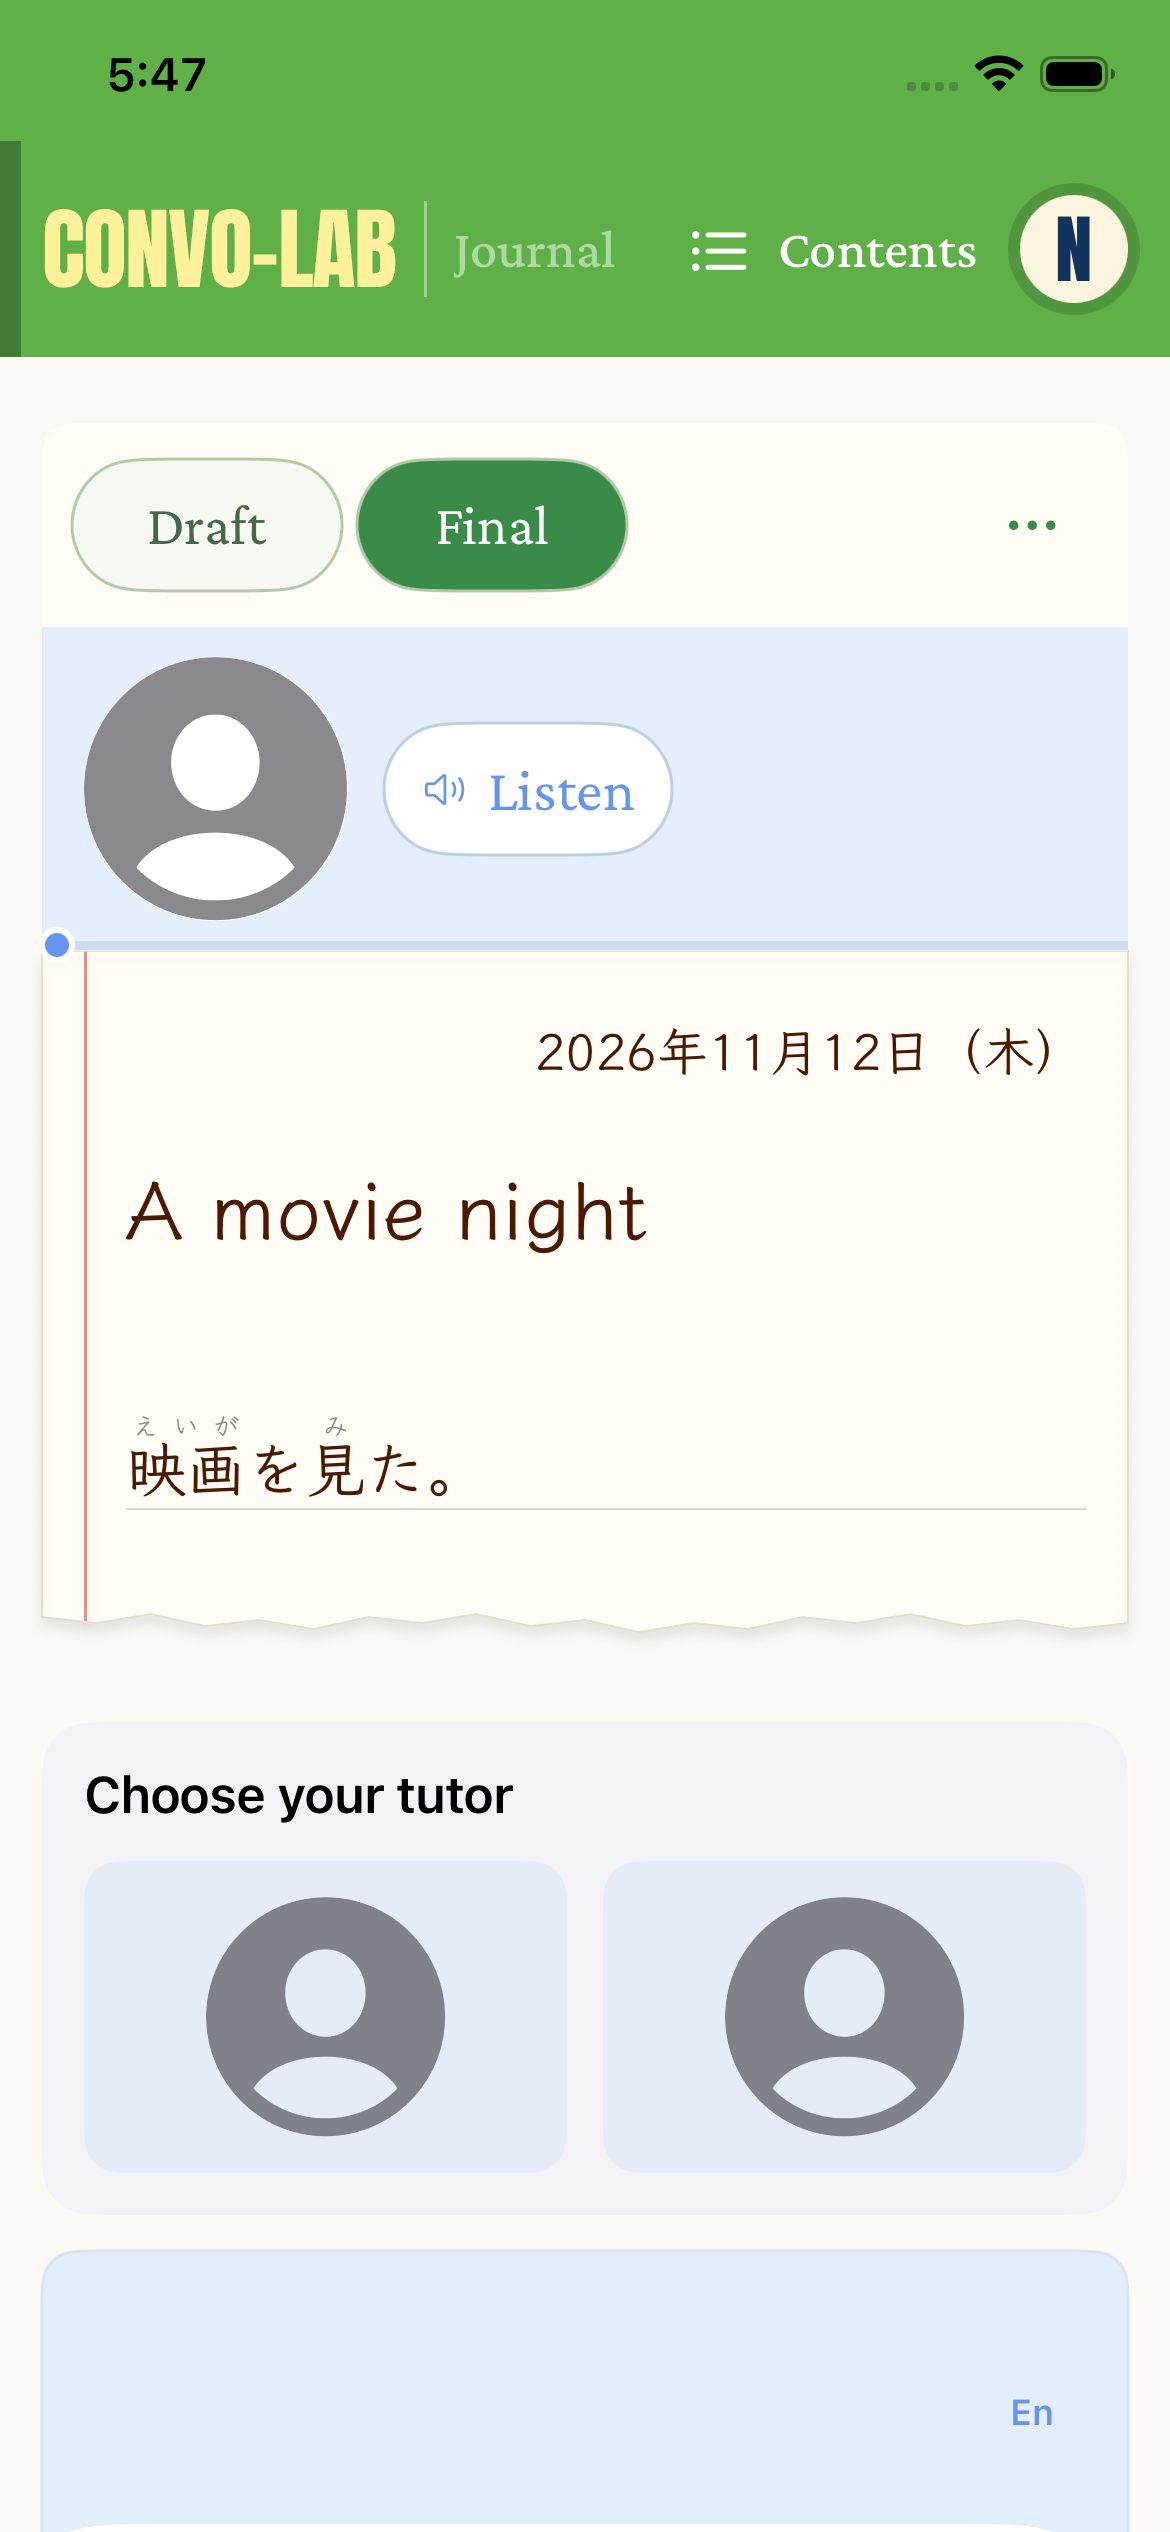 5:47
CONVO-LAB
Journal
Contents
N
Draft
Final
Listen
2026年11月12日（木）
A movie night
えいが み
映画を見た。
Choose your tutor
En